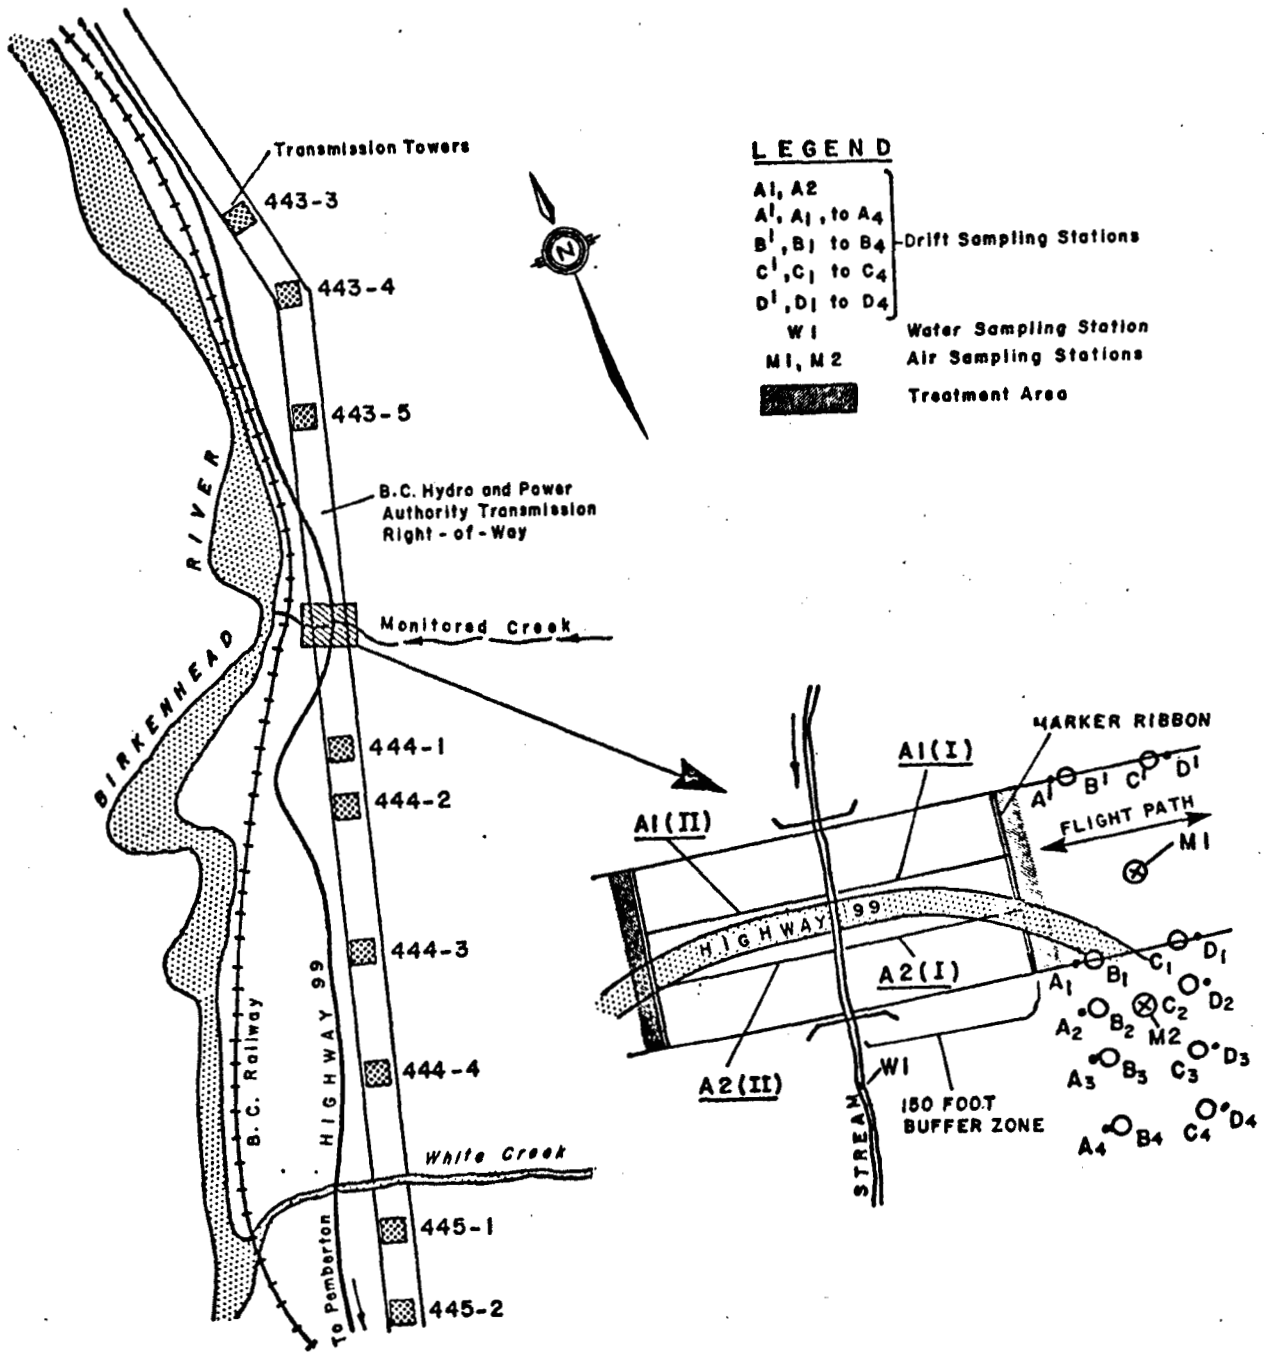 Transmission Towers
443-3
443-4
443-5
N
LEGEND
A1, A2
A¹, A₁, to A₄
B¹, B₁ to B₄
C¹, C₁ to C₄
D¹, D₁ to D₄
Drift Sampling Stations
W1
Water Sampling Station
M1, M2
Air Sampling Stations
Treatment Area
B.C. Hydro and Power
Authority Transmission
Right-of-Way
BIRKENHEAD RIVER
Monitored Creek
444-1
444-2
444-3
444-4
HIGHWAY 99
B.C. Railway
White Creek
To Pemberton
445-1
445-2
MARKER RIBBON
A1(I)
A1(II)
A¹
B¹
C¹
D¹
FLIGHT PATH
M1
HIGHWAY 99
A2(I)
A2(II)
A₁
B₁
C₁
D₁
A₂
B₂
C₂
D₂
M2
A₃
B₃
C₃
D₃
A₄
B₄
C₄
D₄
W1
150 FOOT
BUFFER ZONE
STREAM